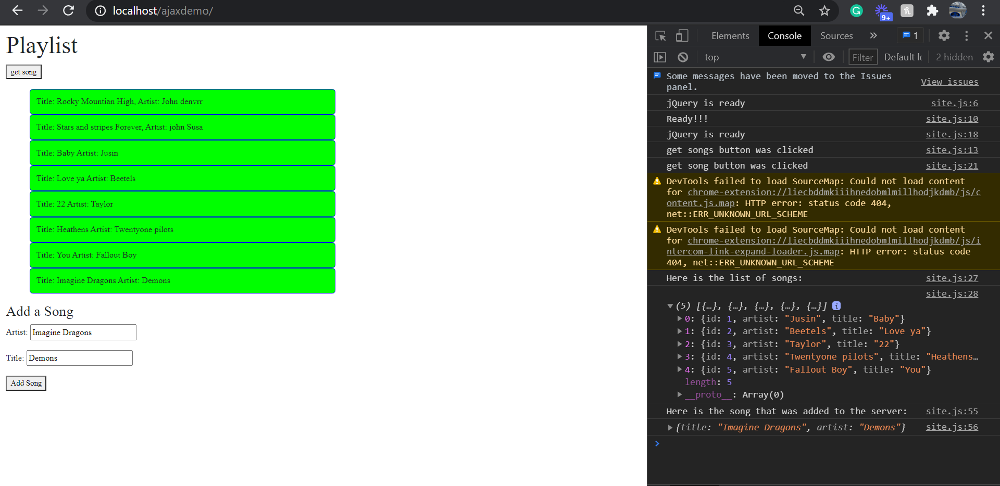 localhost/ajaxdemo/
9+
Playlist
get song
Title: Rocky Mountian High, Artist: John denvrr
Title: Stars and stripes Forever, Artist: john Susa
Title: Baby Artist: Jusin
Title: Love ya Artist: Beetels
Title: 22 Artist: Taylor
Title: Heathens Artist: Twentyone pilots
Title: You Artist: Fallout Boy
Title: Imagine Dragons Artist: Demons
Add a Song
Artist: Imagine Dragons
Title: Demons
Add Song
Elements Console Sources » 1
top Filter Default le 2 hidden
Some messages have been moved to the Issues
panel. View issues
jQuery is ready site.js:6
Ready!!! site.js:10
jQuery is ready site.js:18
get songs button was clicked site.js:13
get song button was clicked site.js:21
DevTools failed to load SourceMap: Could not load content
for chrome-extension://liecbddmkiiihnedobmlmillhodjkdmb/js/c
ontent.js.map: HTTP error: status code 404,
net::ERR_UNKNOWN_URL_SCHEME
DevTools failed to load SourceMap: Could not load content
for chrome-extension://liecbddmkiiihnedobmlmillhodjkdmb/js/i
ntercom-link-expand-loader.js.map: HTTP error: status code
404, net::ERR_UNKNOWN_URL_SCHEME
Here is the list of songs: site.js:27
site.js:28
(5) [{…}, {…}, {…}, {…}, {…}] i
0: {id: 1, artist: "Jusin", title: "Baby"}
1: {id: 2, artist: "Beetels", title: "Love ya"}
2: {id: 3, artist: "Taylor", title: "22"}
3: {id: 4, artist: "Twentyone pilots", title: "Heathens…
4: {id: 5, artist: "Fallout Boy", title: "You"}
length: 5
__proto__: Array(0)
Here is the song that was added to the server: site.js:55
{title: "Imagine Dragons", artist: "Demons"} site.js:56